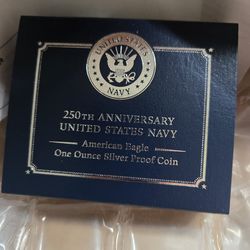 UNITED STATES
NAVY
250TH ANNIVERSARY
UNITED STATES NAVY
American Eagle
One Ounce Silver Proof Coin